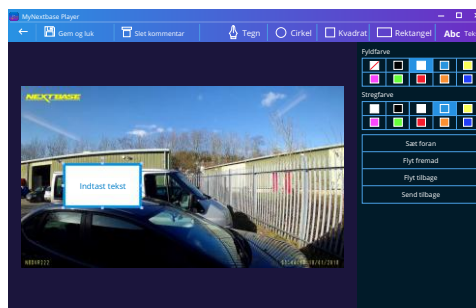 MyNextbase Player
Gem og luk
Slet kommentar
Tegn
Cirkel
Kvadrat
Rektangel
Abc
Fyldfarve
NEXTBASE
Stregfarve
Sæt foran
Flyt fremad
Flyt tilbage
Send tilbage
Indtast tekst